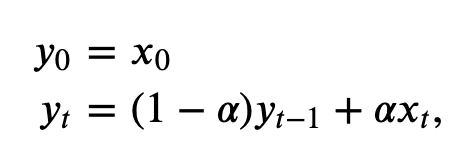 y₀ = x₀
yₜ = (1 − α)yₜ₋₁ + αxₜ,